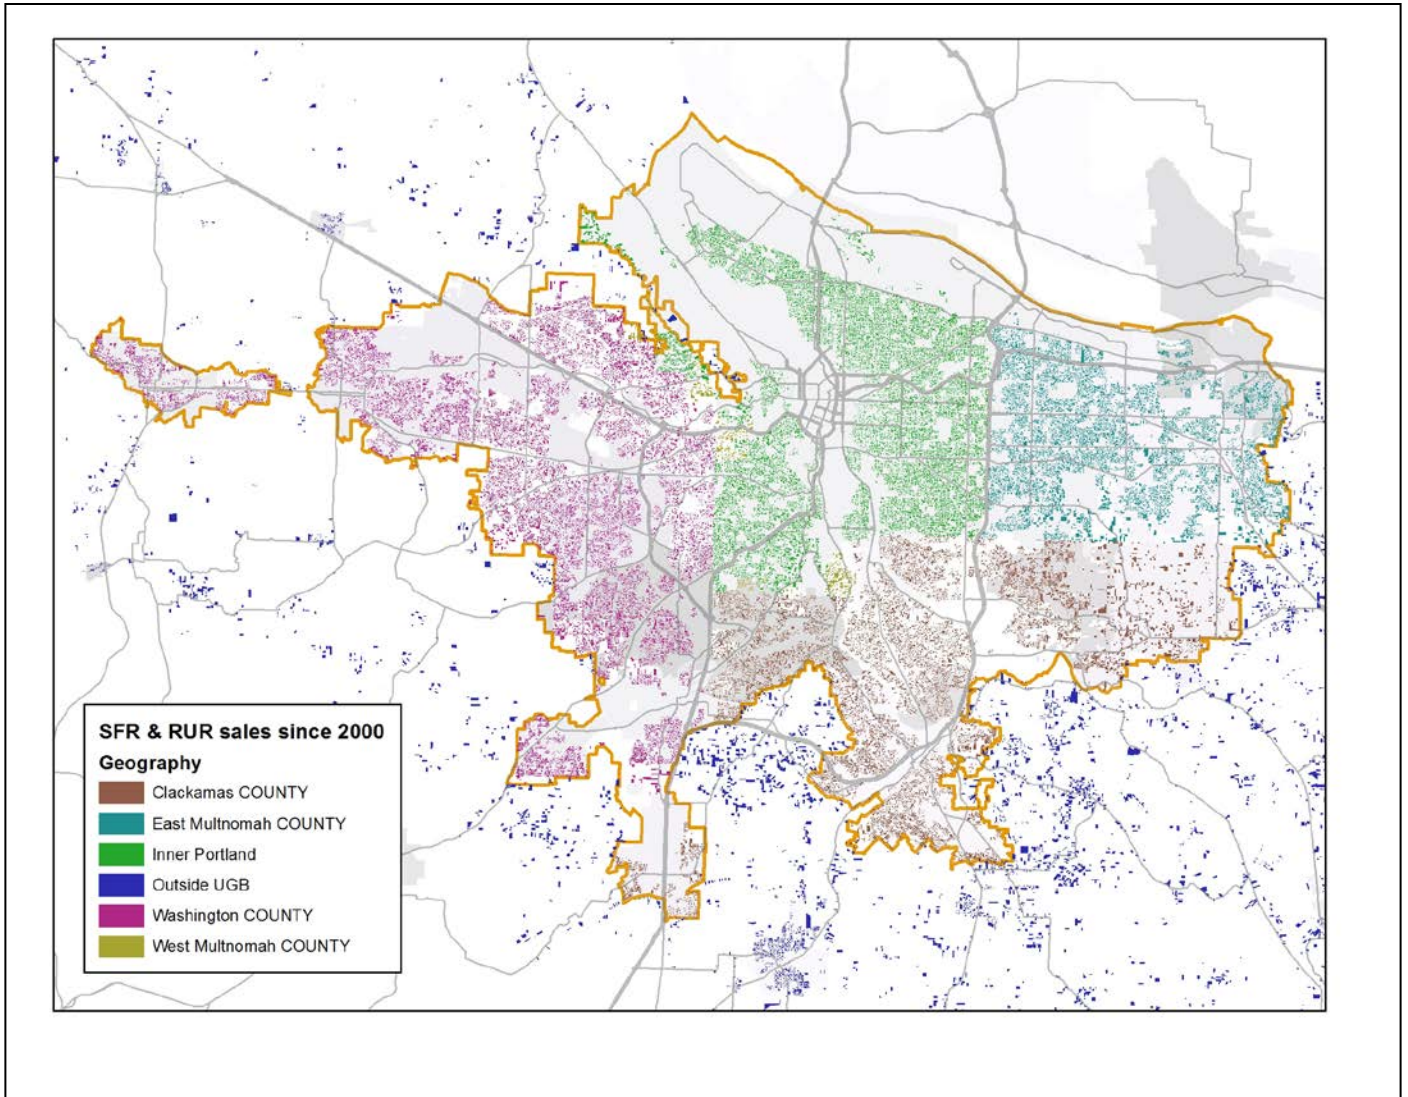 SFR & RUR sales since 2000
Geography
Clackamas COUNTY
East Multnomah COUNTY
Inner Portland
Outside UGB
Washington COUNTY
West Multnomah COUNTY